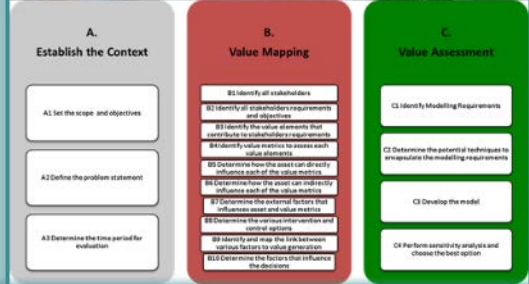 A.
Establish the Context
A1 Set the scope and objectives
A2 Define the problem statement
A3 Determine the time period for
evaluation
B.
Value Mapping
B1 Identify all stakeholders
B2 Identify all stakeholders requirements
and objectives
B3 Identify the value elements that
contribute to stakeholders requirements
B4 Identify value metrics to assess each
value elements
B5 Determine how the asset can directly
influence each of the value metrics
B6 Determine how the asset can indirectly
influence each of the value metrics
B7 Determine the external factors that
influences asset and value metrics
B8 Determine the various intervention and
control options
B9 Identify and map the link between
various factors to value generation
B10 Determine the factors that influence
the decisions
C.
Value Assessment
C1 Identify Modelling Requirements
C2 Determine the potential techniques to
encapsulate the modelling requirements
C3 Develop the model
C4 Perform sensitivity analysis and
choose the best option